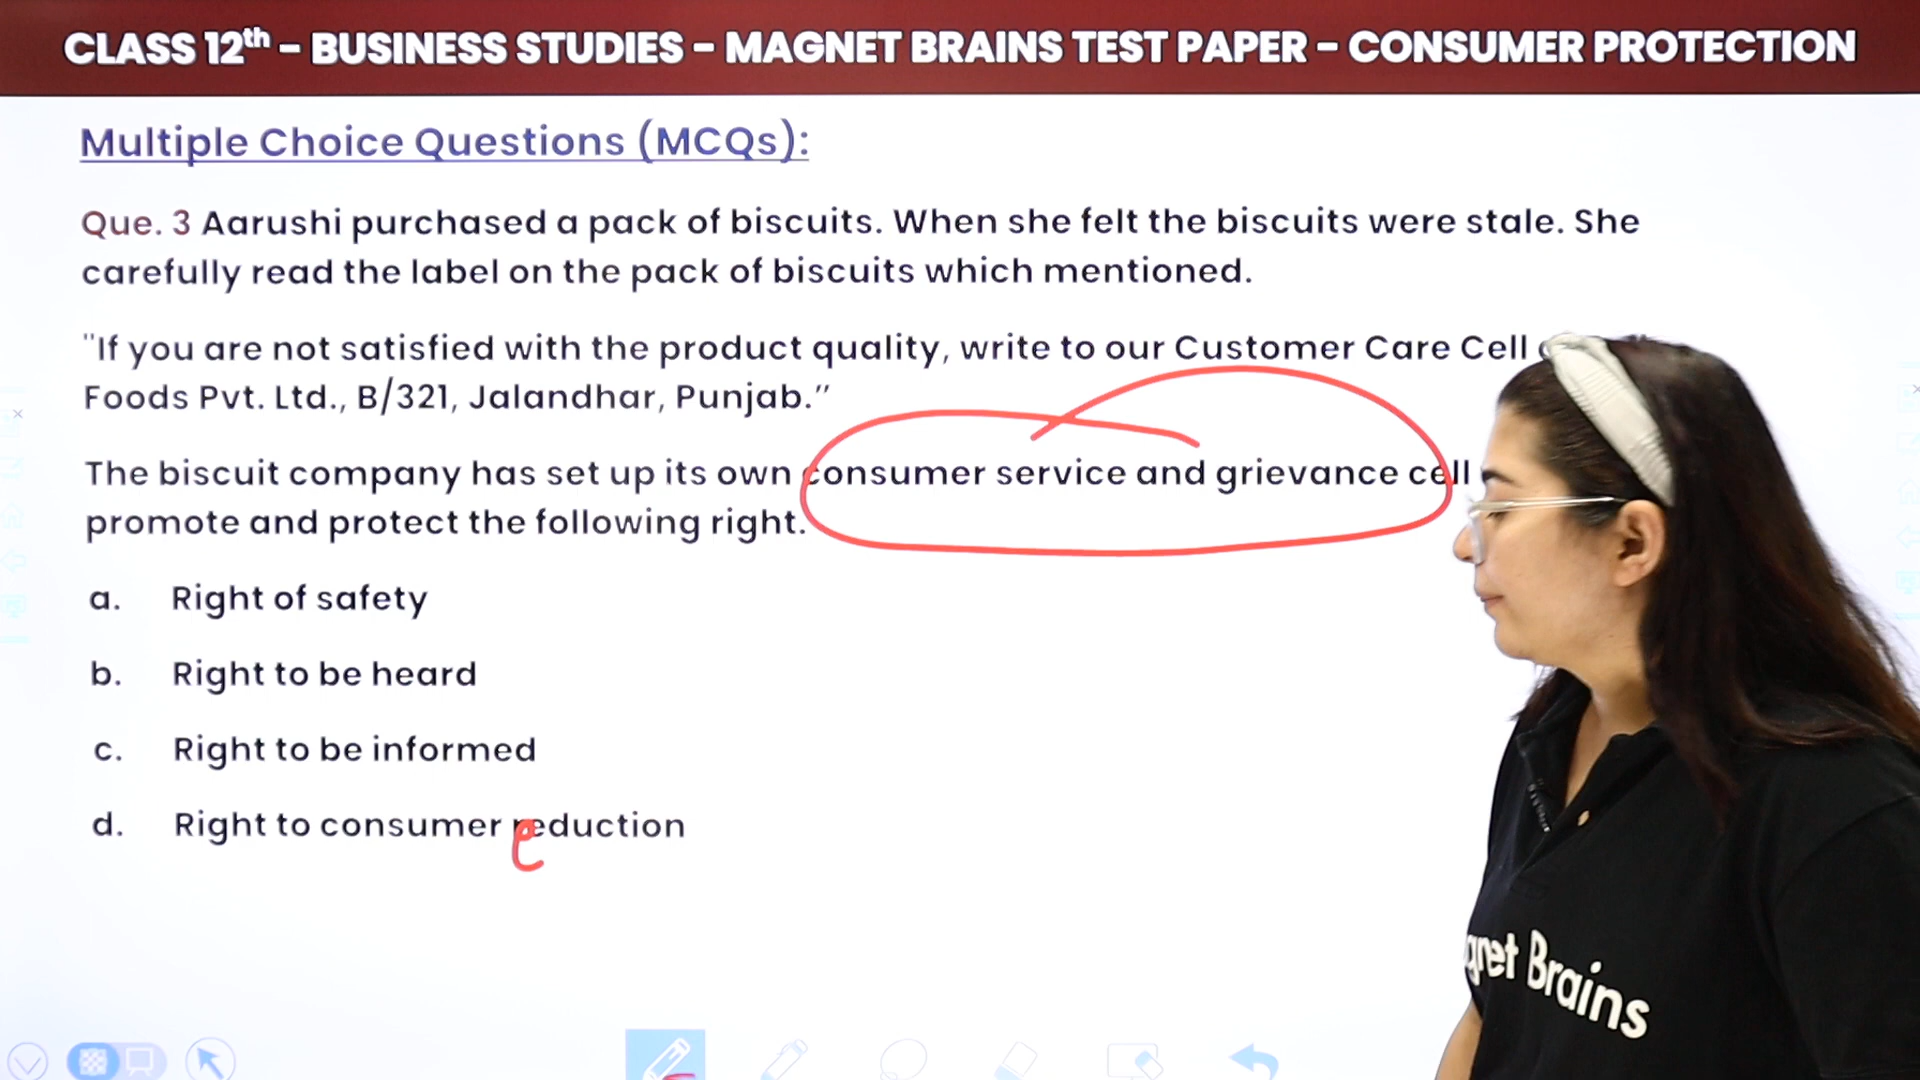 CLASS 12th – BUSINESS STUDIES – MAGNET BRAINS TEST PAPER – CONSUMER PROTECTION
Multiple Choice Questions (MCQs):
Que. 3 Aarushi purchased a pack of biscuits. When she felt the biscuits were stale. She
carefully read the label on the pack of biscuits which mentioned.
"If you are not satisfied with the product quality, write to our Customer Care Cell
Foods Pvt. Ltd., B/321, Jalandhar, Punjab."
The biscuit company has set up its own consumer service and grievance cell
promote and protect the following right.
a. Right of safety
b. Right to be heard
c. Right to be informed
d. Right to consumer reduction
e
gnet Brains